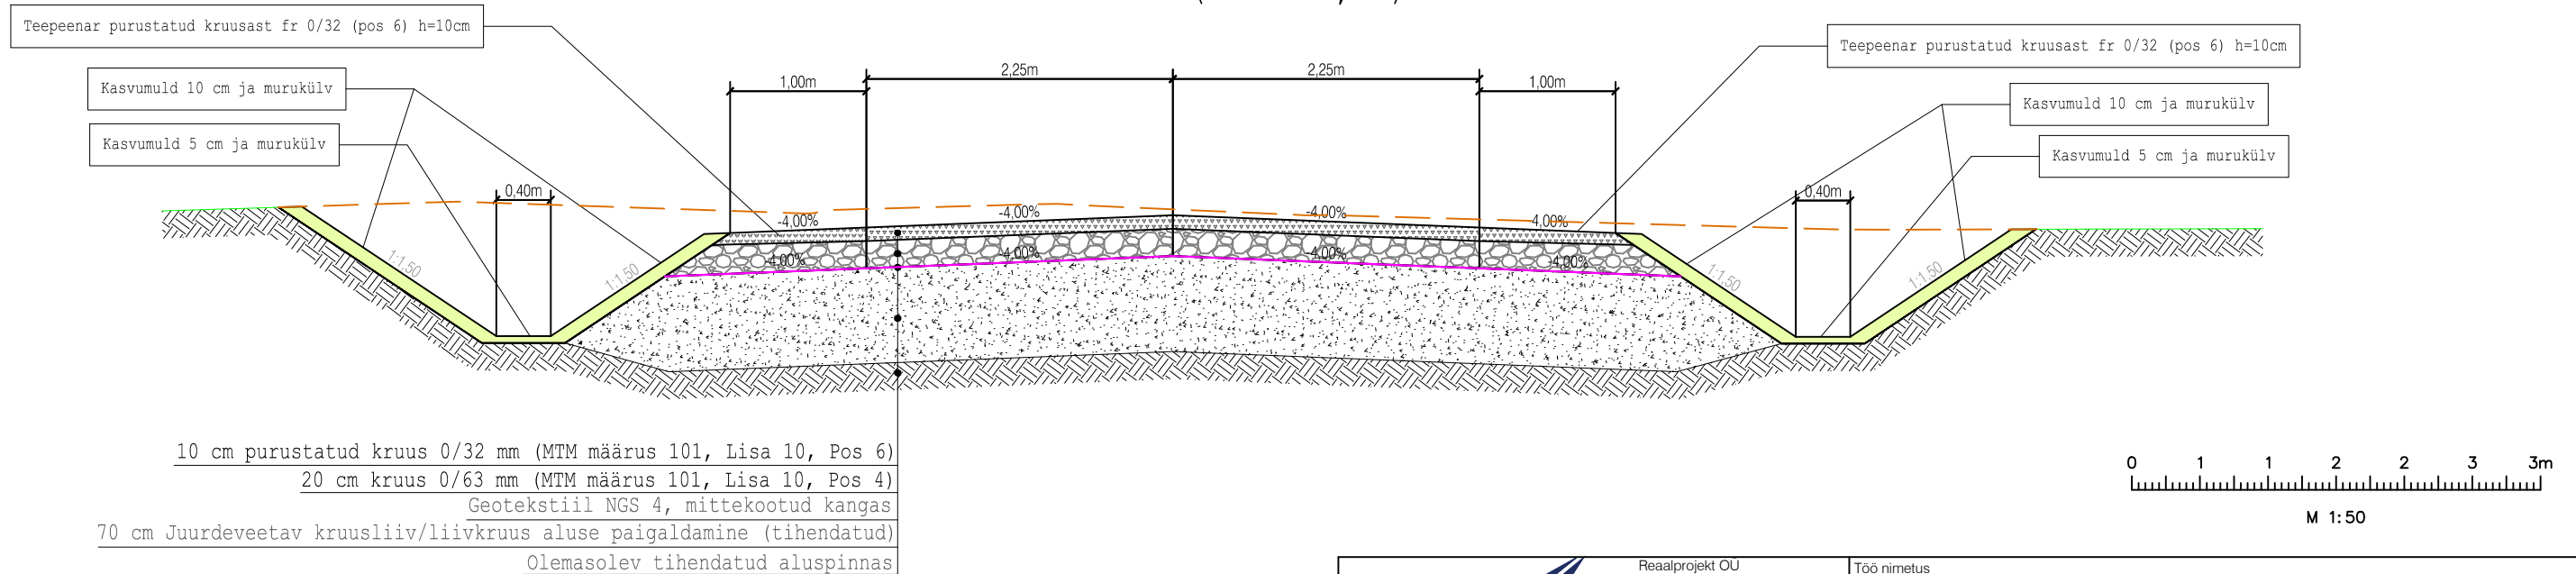 Teepeenar purustatud kruusast fr 0/32 (pos 6) h=10cm
Teepeenar purustatud kruusast fr 0/32 (pos 6) h=10cm
Kasvumuld 10 cm ja murukülv
Kasvumuld 10 cm ja murukülv
Kasvumuld 5 cm ja murukülv
Kasvumuld 5 cm ja murukülv
1,00m
2,25m
2,25m
1,00m
0,40m
0,40m
-4,00%
-4,00%
-4,00%
-4,00%
-4,00%
-4,00%
-4,00%
-4,00%
1:1,50
1:1,50
1:1,50
1:1,50
10 cm purustatud kruus 0/32 mm (MTM määrus 101, Lisa 10, Pos 6)
20 cm kruus 0/63 mm (MTM määrus 101, Lisa 10, Pos 4)
Geotekstiil NGS 4, mittekootud kangas
70 cm Juurdeveetav kruusliiv/liivkruus aluse paigaldamine (tihendatud)
Olemasolev tihendatud aluspinnas
0 1 1 2 2 3 3m
M 1:50
Reaalprojekt OÜ
Töö nimetus